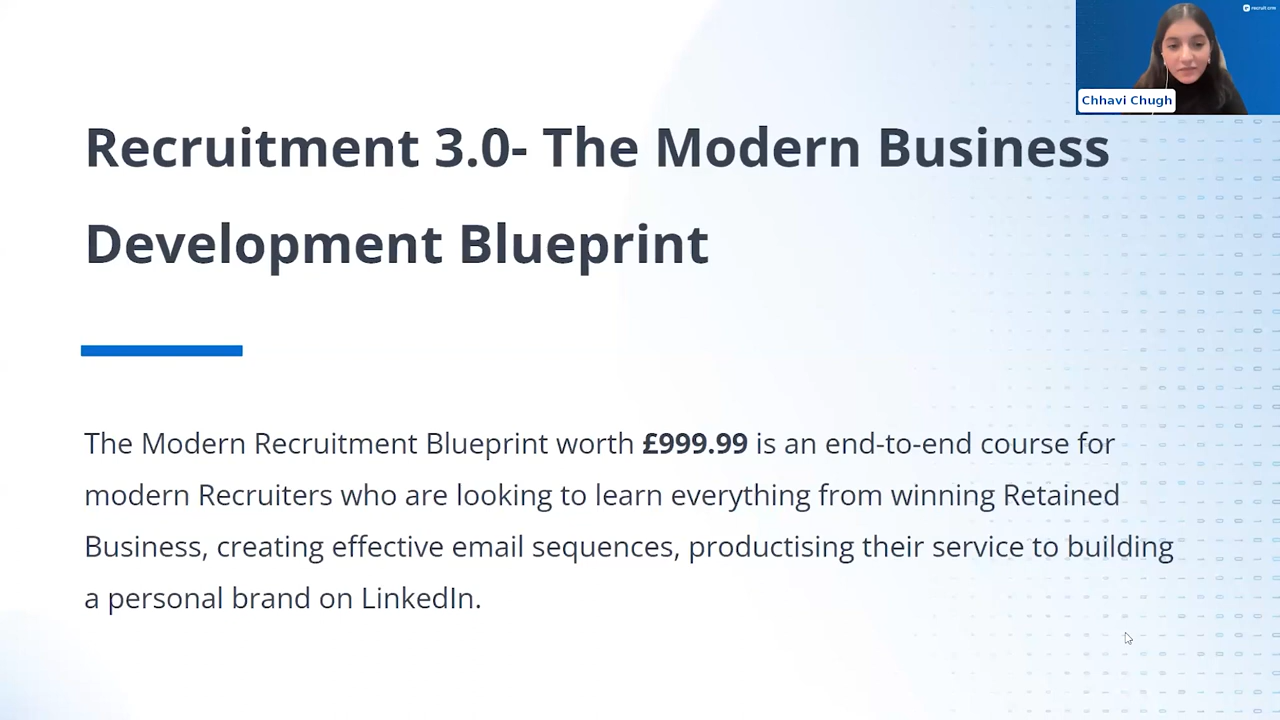 recruit crm
Chhavi Chugh
Recruitment 3.0- The Modern Business
Development Blueprint
The Modern Recruitment Blueprint worth £999.99 is an end-to-end course for
modern Recruiters who are looking to learn everything from winning Retained
Business, creating effective email sequences, productising their service to building
a personal brand on LinkedIn.